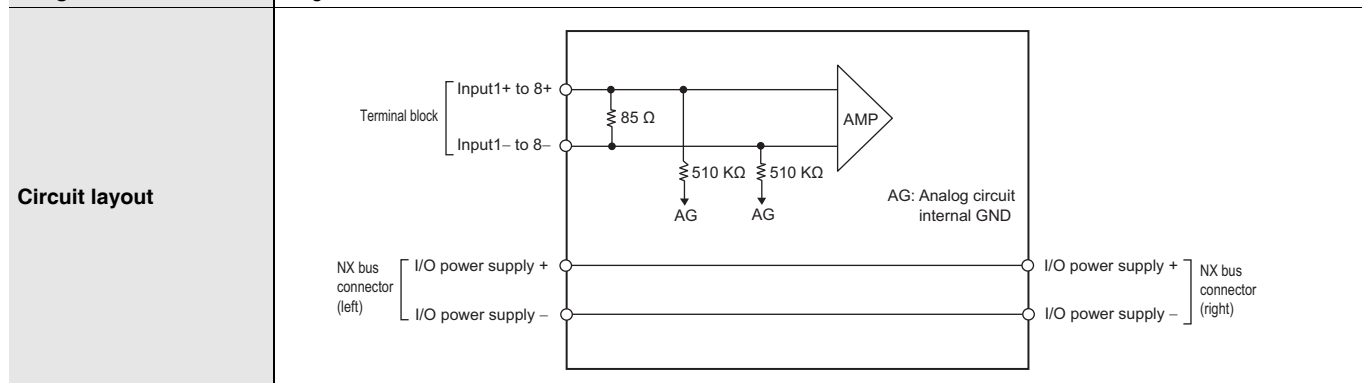 Circuit layout
Terminal block
Input1+ to 8+
Input1– to 8–
85 Ω
510 KΩ
510 KΩ
AG
AG
AMP
AG: Analog circuit
internal GND
NX bus
connector
(left)
I/O power supply +
I/O power supply –
I/O power supply +
I/O power supply –
NX bus
connector
(right)